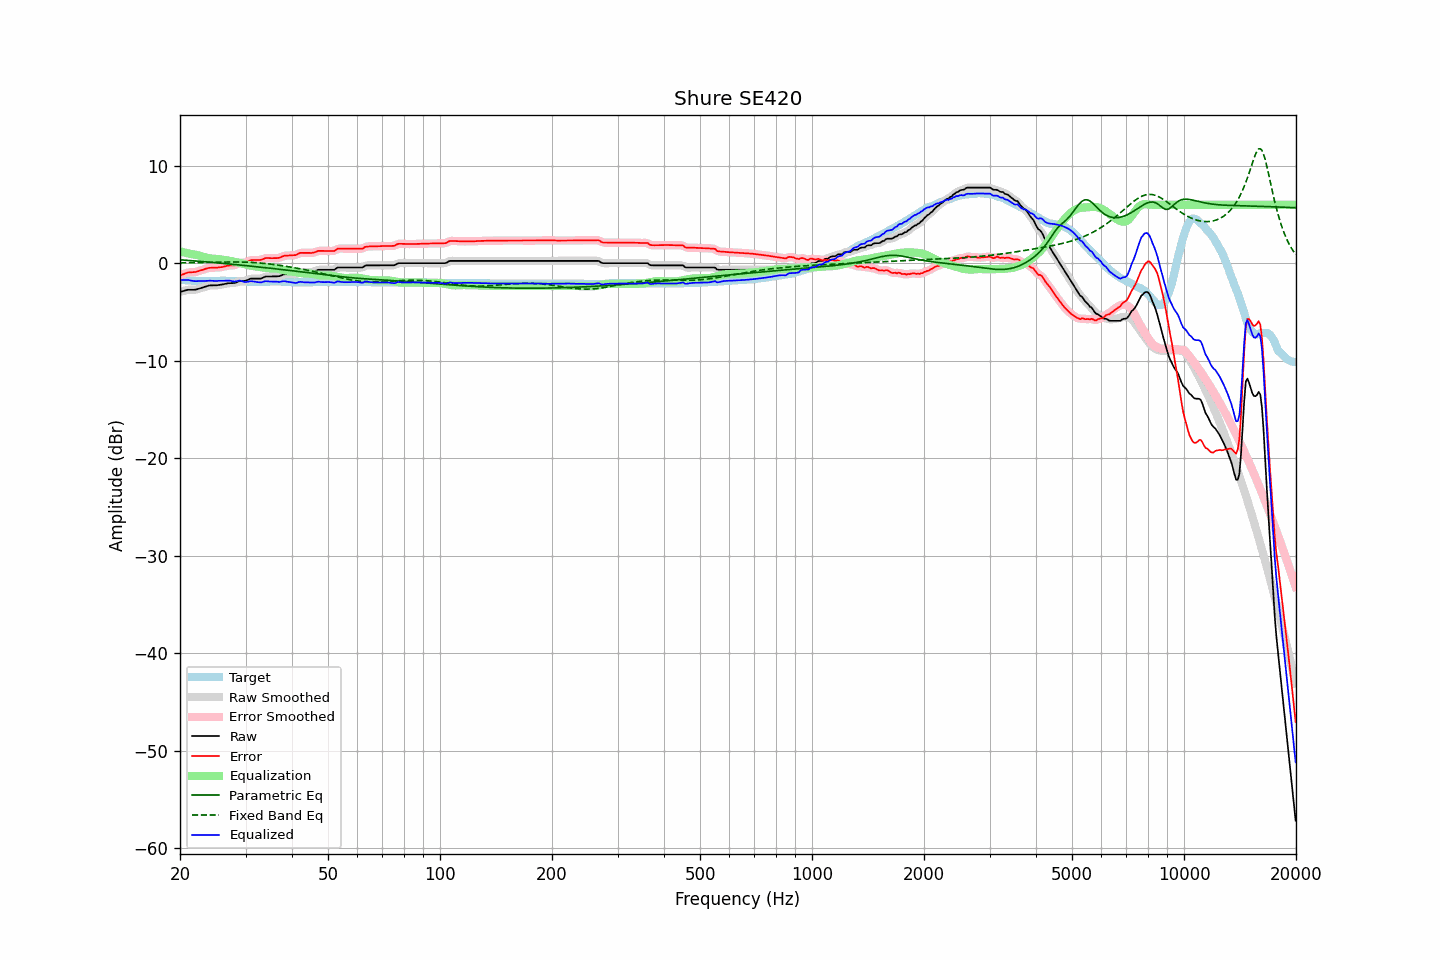 Shure SE420
10
0
−10
−20
−30
−40
−50
−60
Amplitude (dBr)
Target
Raw Smoothed
Error Smoothed
Raw
Error
Equalization
Parametric Eq
Fixed Band Eq
Equalized
20 50 100 200 500 1000 2000 5000 10000 20000
Frequency (Hz)